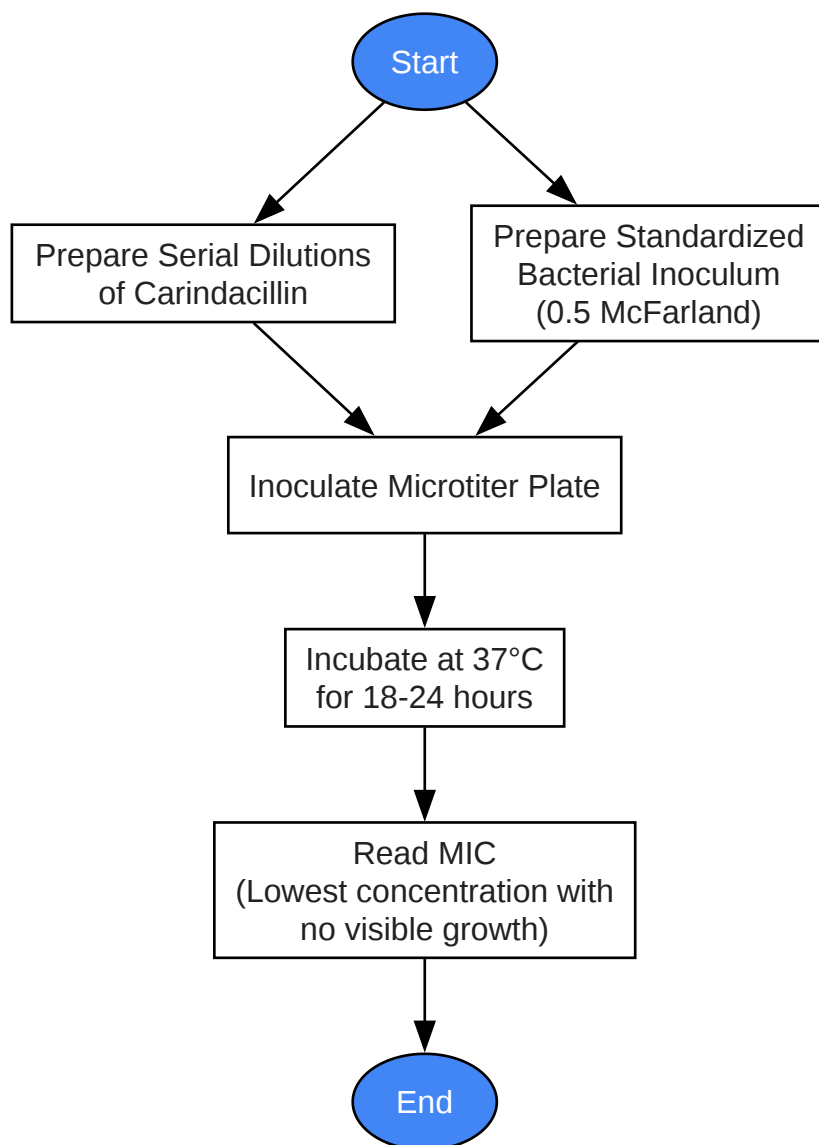 Start
Prepare Serial Dilutions
of Carindacillin
Prepare Standardized
Bacterial Inoculum
(0.5 McFarland)
Inoculate Microtiter Plate
Incubate at 37°C
for 18-24 hours
Read MIC
(Lowest concentration with
no visible growth)
End